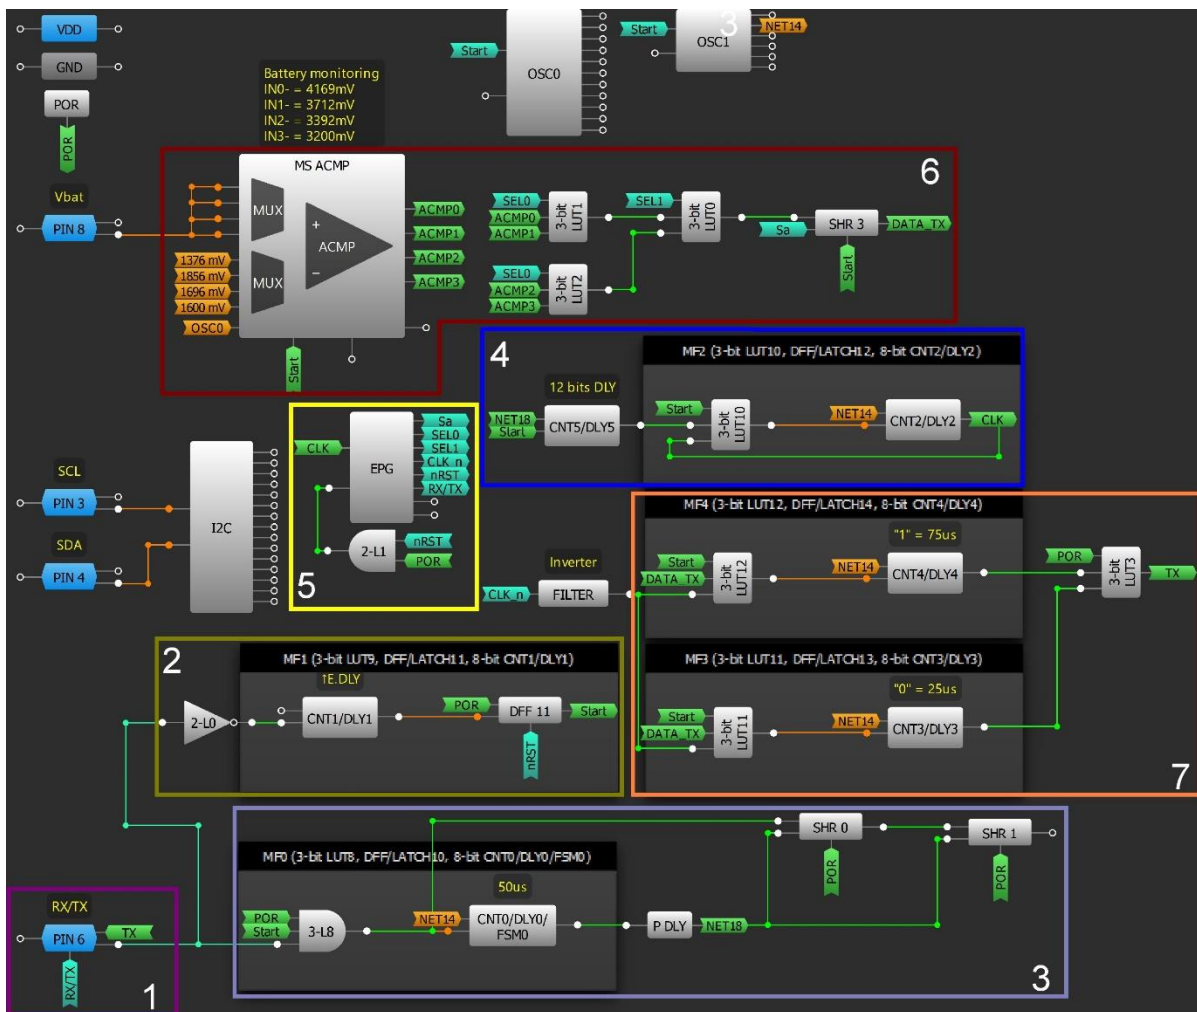 VDD
GND
POR
POR
Vbat
PIN 8
Battery monitoring
IN0- = 4169mV
IN1- = 3712mV
IN2- = 3392mV
IN3- = 3200mV
Start
OSC0
3
Start
OSC1
NET14
MS ACMP
MUX
MUX
+
ACMP
−
1376 mV
1856 mV
1696 mV
1600 mV
OSC0
Start
ACMP0
ACMP1
ACMP2
ACMP3
SEL0
ACMP0
ACMP1
3-bit
LUT1
SEL0
ACMP2
ACMP3
3-bit
LUT2
SEL1
3-bit
LUT0
Sa
SHR 3
DATA_TX
Start
6
4
12 bits DLY
NET18
Start
CNT5/DLY5
MF2 (3-bit LUT10, DFF/LATCH12, 8-bit CNT2/DLY2)
Start
3-bit
LUT10
NET14
CNT2/DLY2
CLK
CLK
EPG
Sa
SEL0
SEL1
CLK_n
nRST
RX/TX
2-L1
nRST
POR
5
SCL
PIN 3
SDA
PIN 4
I2C
Inverter
CLK_n
FILTER
MF4 (3-bit LUT12, DFF/LATCH14, 8-bit CNT4/DLY4)
"1" = 75us
Start
DATA_TX
3-bit
LUT12
NET14
CNT4/DLY4
POR
3-bit
LUT3
TX
MF3 (3-bit LUT11, DFF/LATCH13, 8-bit CNT3/DLY3)
"0" = 25us
Start
DATA_TX
3-bit
LUT11
NET14
CNT3/DLY3
7
2
2-L0
MF1 (3-bit LUT9, DFF/LATCH11, 8-bit CNT1/DLY1)
↑E.DLY
CNT1/DLY1
POR
DFF 11
Start
nRST
MF0 (3-bit LUT8, DFF/LATCH10, 8-bit CNT0/DLY0/FSM0)
50us
POR
Start
3-L8
NET14
CNT0/DLY0/
FSM0
P DLY
NET18
SHR 0
POR
SHR 1
POR
3
RX/TX
PIN 6
TX
RX/TX
1